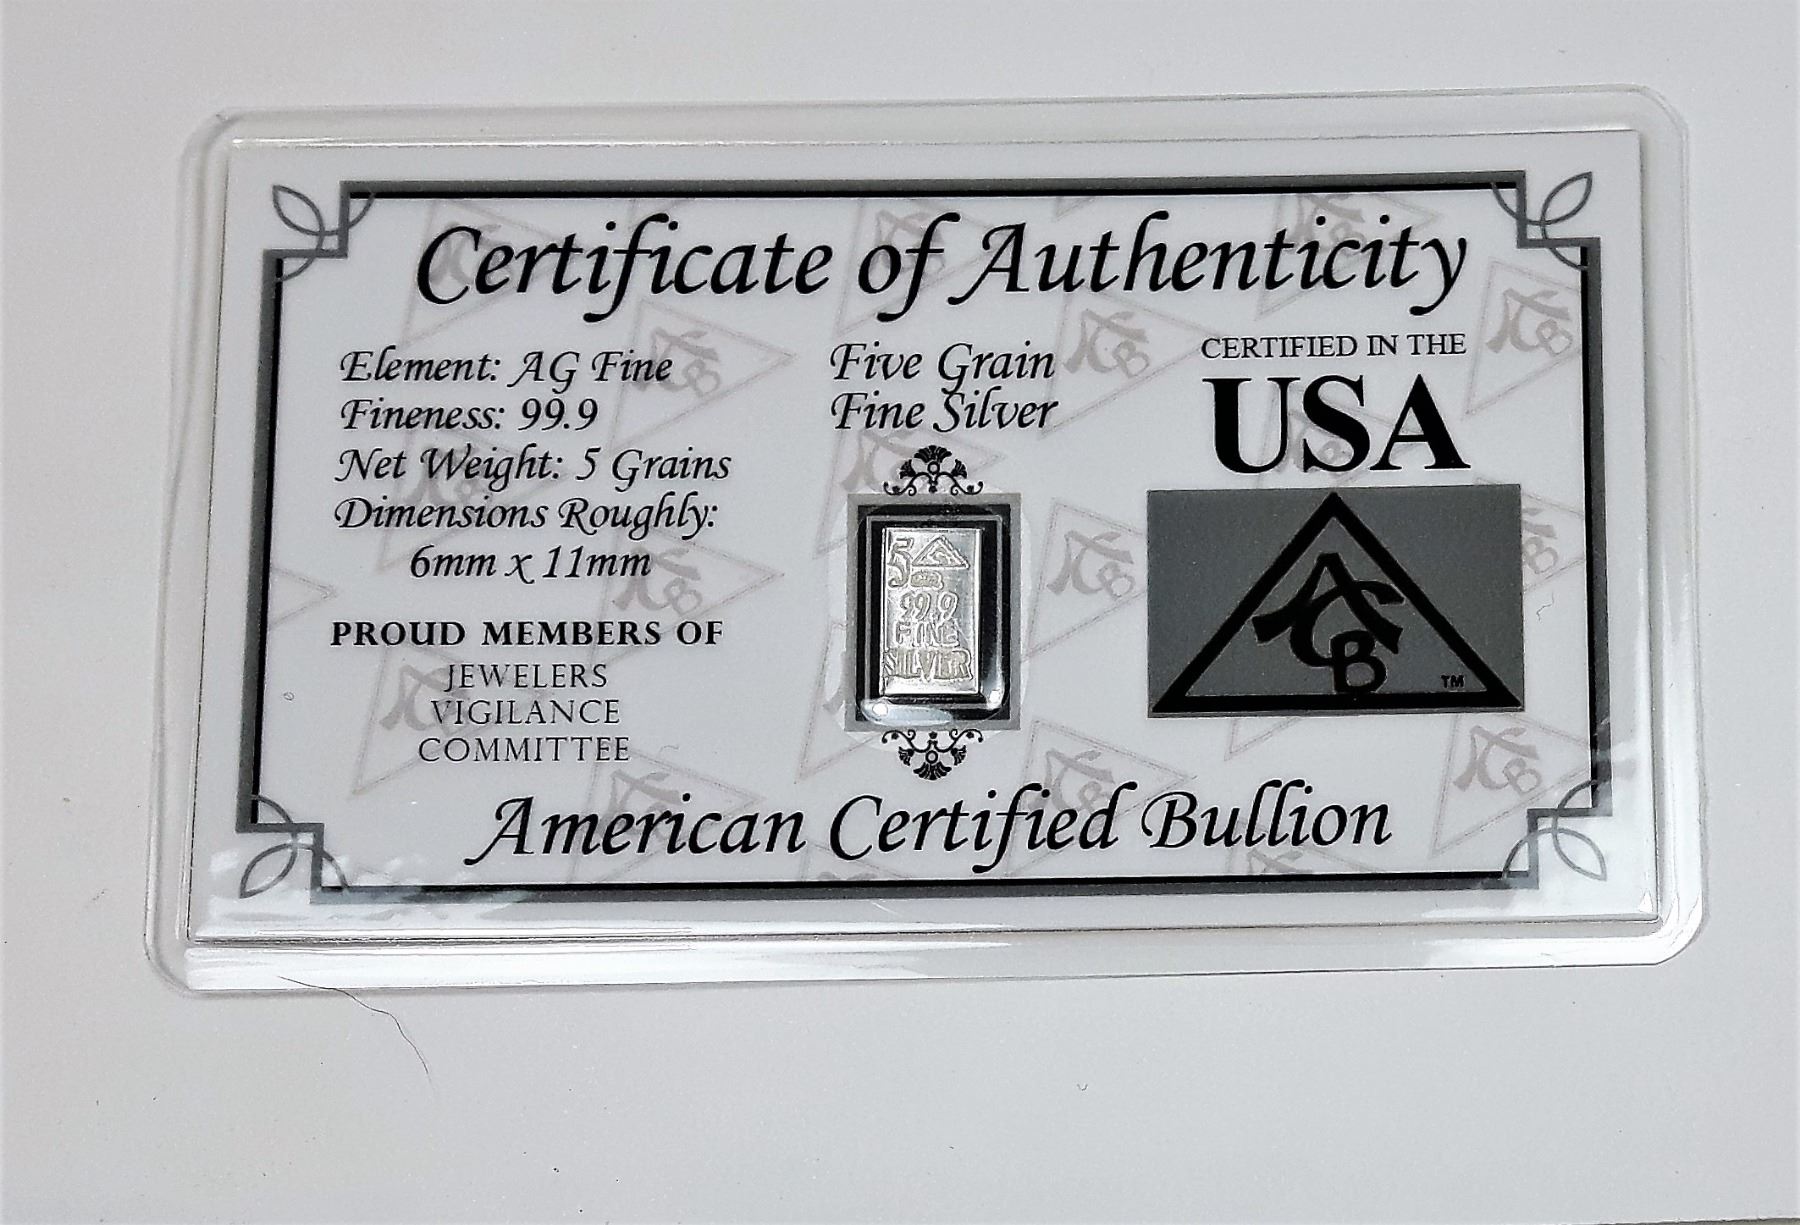 Certificate of Authenticity
Element: AG Fine
Fineness: 99.9
Net Weight: 5 Grains
Dimensions Roughly:
6mm x 11mm
PROUD MEMBERS OF
JEWELERS
VIGILANCE
COMMITTEE
Five Grain
Fine Silver
5
99.9
FINE
SILVER
CERTIFIED IN THE
USA
ACB
TM
American Certified Bullion